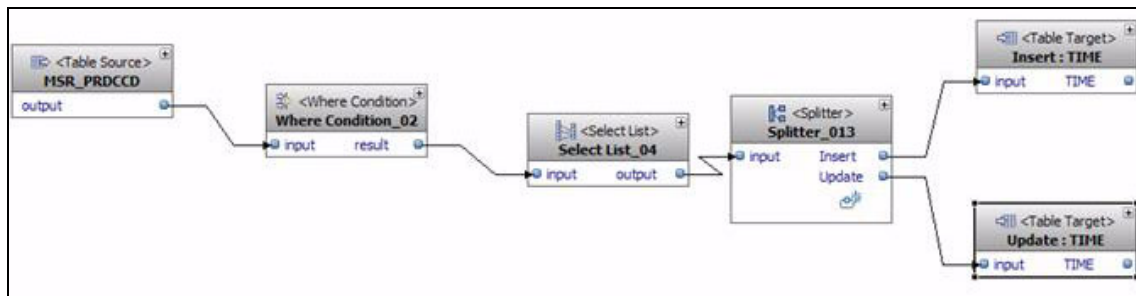 <Table Source>
MSR_PRDCCD
output
<Where Condition>
Where Condition_02
input result
<Select List>
Select List_04
input output
<Splitter>
Splitter_013
input Insert
Update
<Table Target>
Insert : TIME
input TIME
<Table Target>
Update : TIME
input TIME